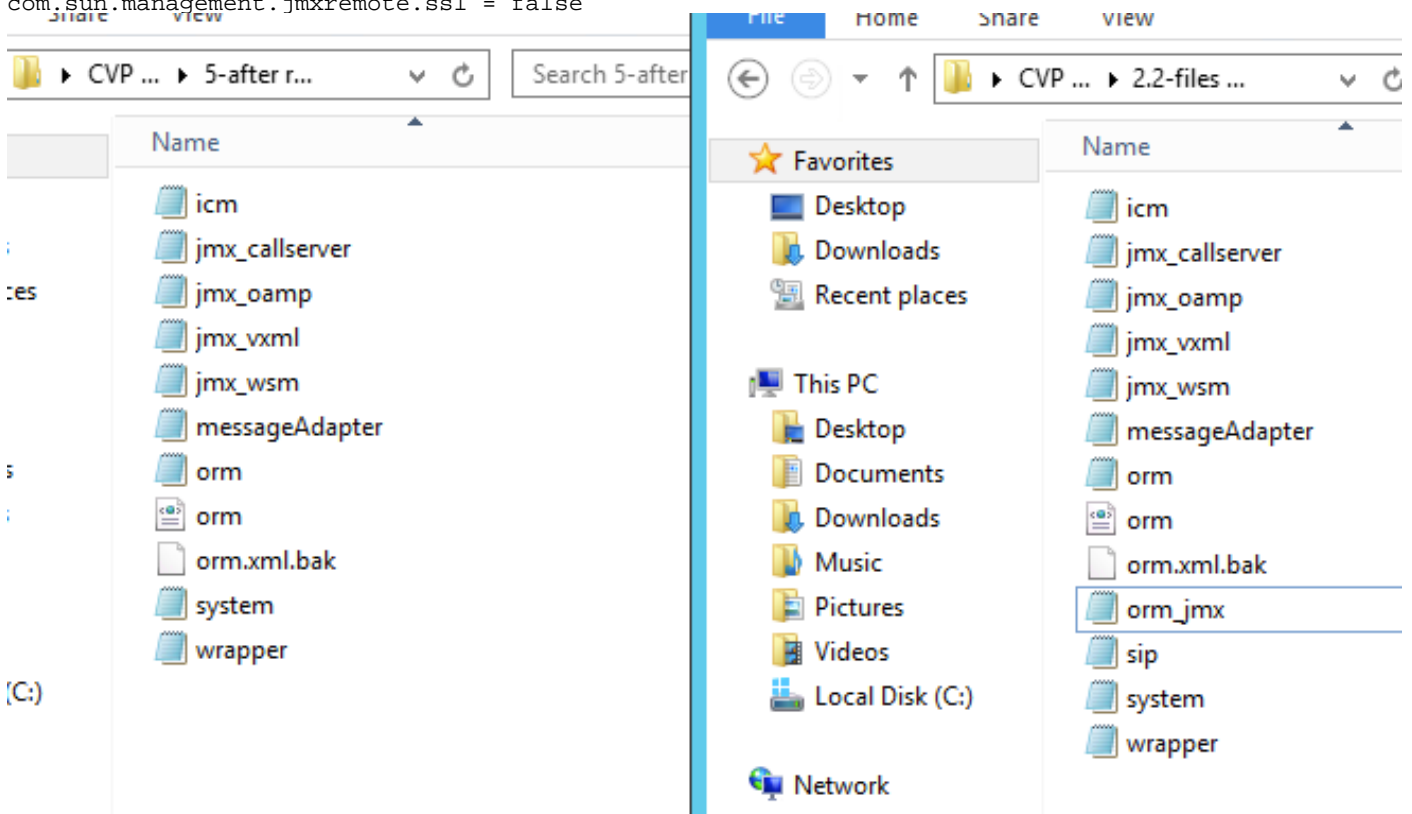 com.sun.management.jmxremote.ssl = false
Share View
CVP ... 5-after r... Search 5-after
Name
icm
jmx_callserver
jmx_oamp
jmx_vxml
jmx_wsm
messageAdapter
orm
orm
orm.xml.bak
system
wrapper
(C:)
File Home Share View
CVP ... 2.2-files ...
Favorites
Desktop
Downloads
Recent places
This PC
Desktop
Documents
Downloads
Music
Pictures
Videos
Local Disk (C:)
Network
Name
icm
jmx_callserver
jmx_oamp
jmx_vxml
jmx_wsm
messageAdapter
orm
orm
orm.xml.bak
orm_jmx
sip
system
wrapper